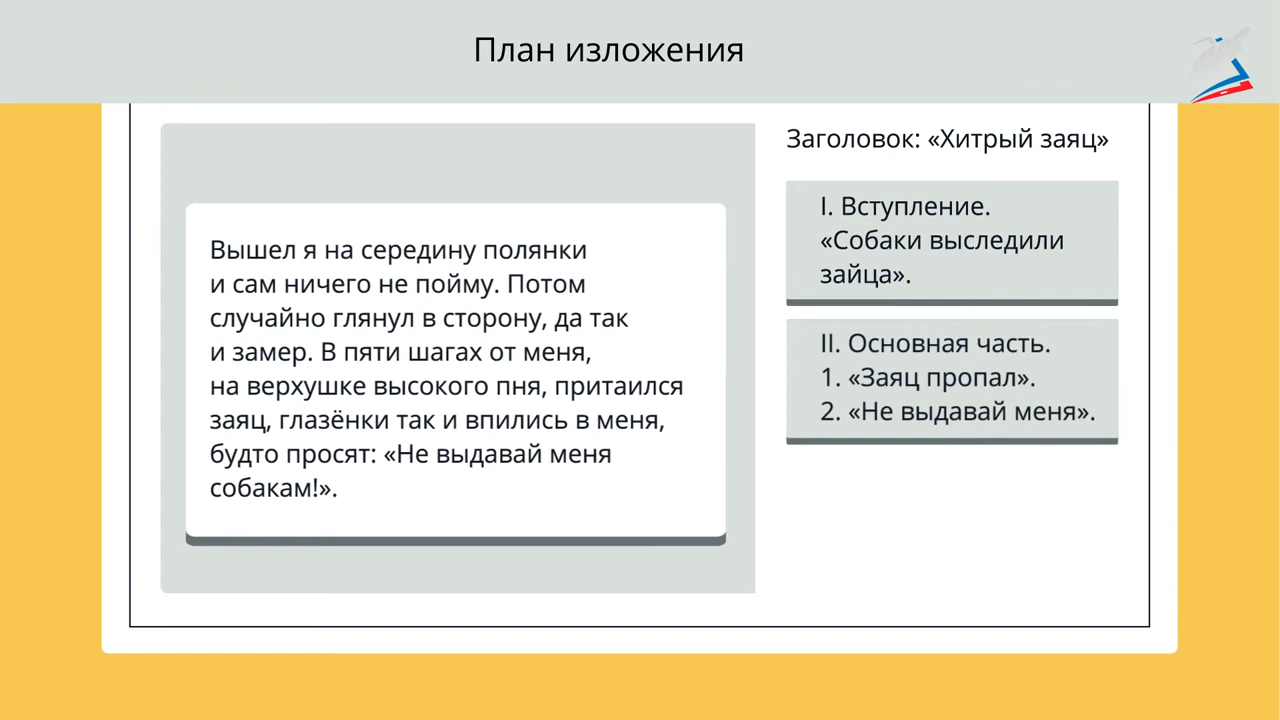 План изложения
Вышел я на середину полянки
и сам ничего не пойму. Потом
случайно глянул в сторону, да так
и замер. В пяти шагах от меня,
на верхушке высокого пня, притаился
заяц, глазёнки так и впились в меня,
будто просят: «Не выдавай меня
собакам!».
Заголовок: «Хитрый заяц»
I. Вступление.
«Собаки выследили
зайца».
II. Основная часть.
1. «Заяц пропал».
2. «Не выдавай меня».